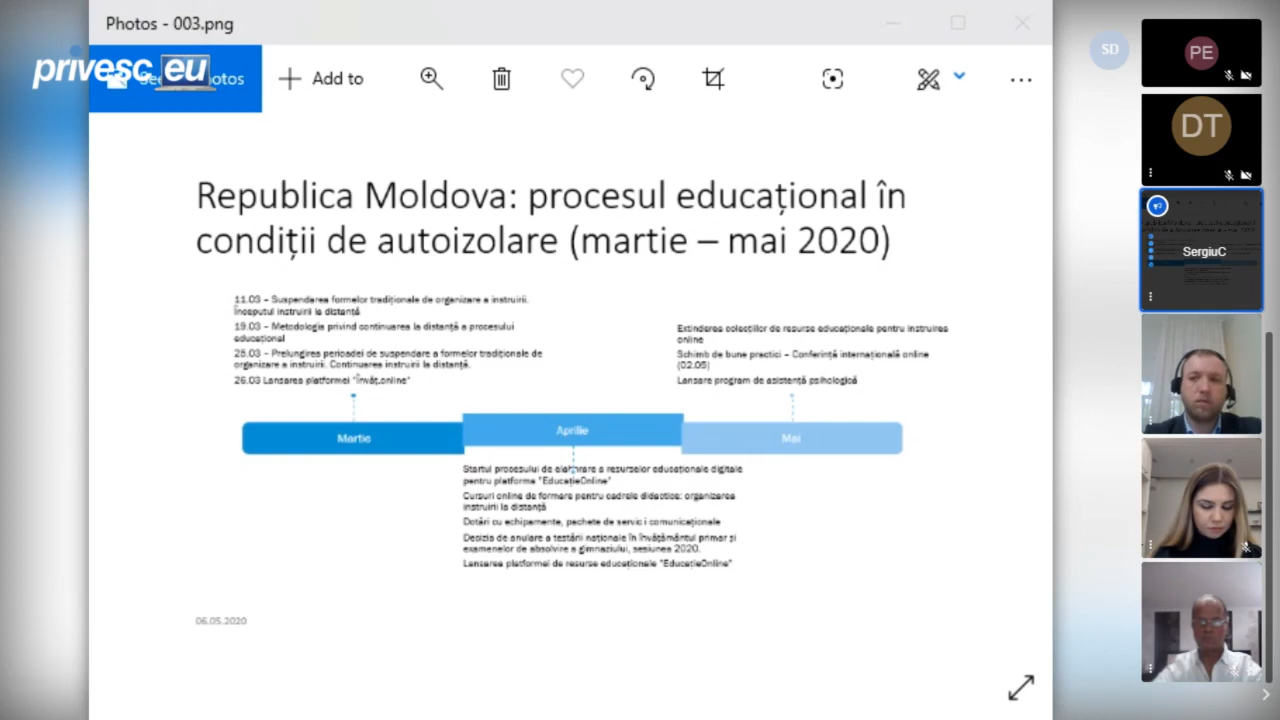 Photos - 003.png
privesc.eu
See otos
Add to
Republica Moldova: procesul educațional în
condiții de autoizolare (martie – mai 2020)
11.03 – Suspendarea formelor tradiționale de organizare a instruirii.
Începutul instruirii la distanță
19.03 – Metodologia privind continuarea la distanță a procesului
educațional
25.03 – Prelungirea perioadei de suspendare a formelor tradiționale de
organizare a instruirii. Continuarea instruirii la distanță.
26.03 Lansarea platformei "Învăț.online"
Extinderea colecțiilor de resurse educaționale pentru instruirea
online
Schimb de bune practici – Conferință internațională online
(02.05)
Lansare program de asistență psihologică
Martie
Aprilie
Mai
Startul procesului de elaborare a resurselor educaționale digitale
pentru platforma "EducațieOnline"
Cursuri online de formare pentru cadrele didactice: organizarea
instruirii la distanță
Dotări cu echipamente, pachete de servicii comunicaționale
Decizia de anulare a testării naționale în învățământul primar și
examenelor de absolvire a gimnaziului, sesiunea 2020.
Lansarea platformei de resurse educaționale "EducațieOnline"
06.05.2020
SD
PE
DT
SergiuC